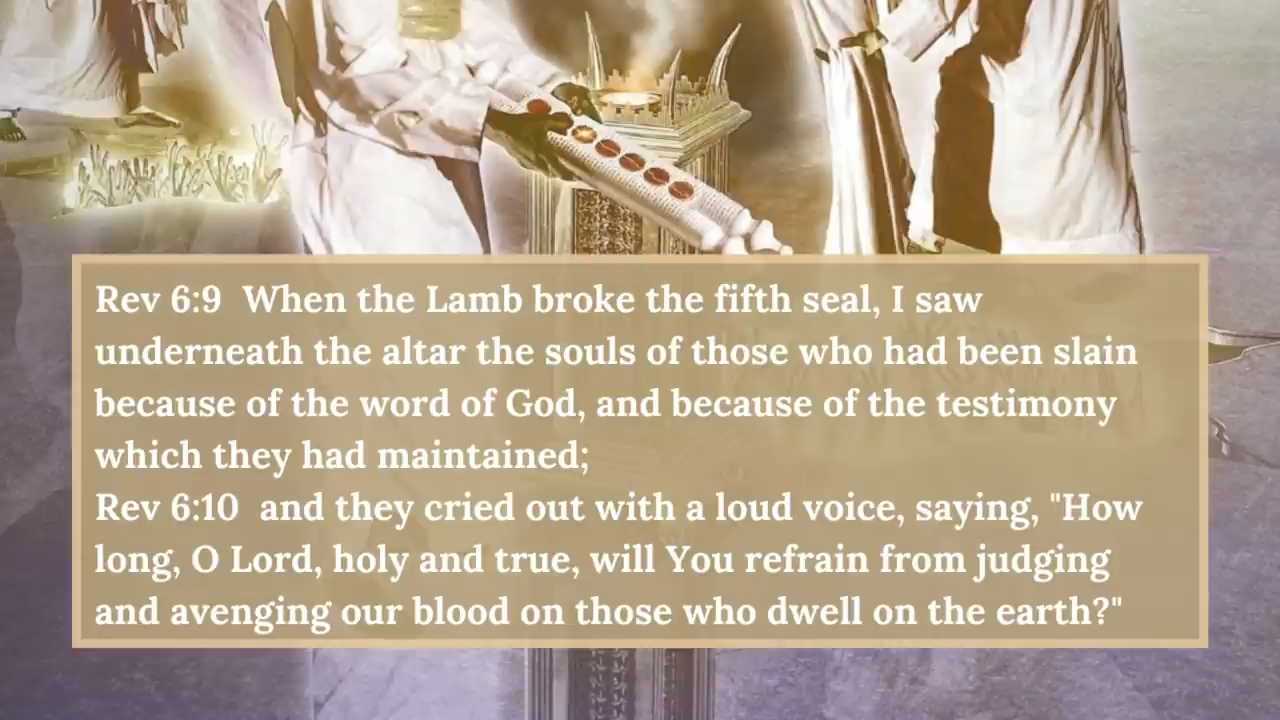 Rev 6:9 When the Lamb broke the fifth seal, I saw
underneath the altar the souls of those who had been slain
because of the word of God, and because of the testimony
which they had maintained;
Rev 6:10 and they cried out with a loud voice, saying, "How
long, O Lord, holy and true, will You refrain from judging
and avenging our blood on those who dwell on the earth?"